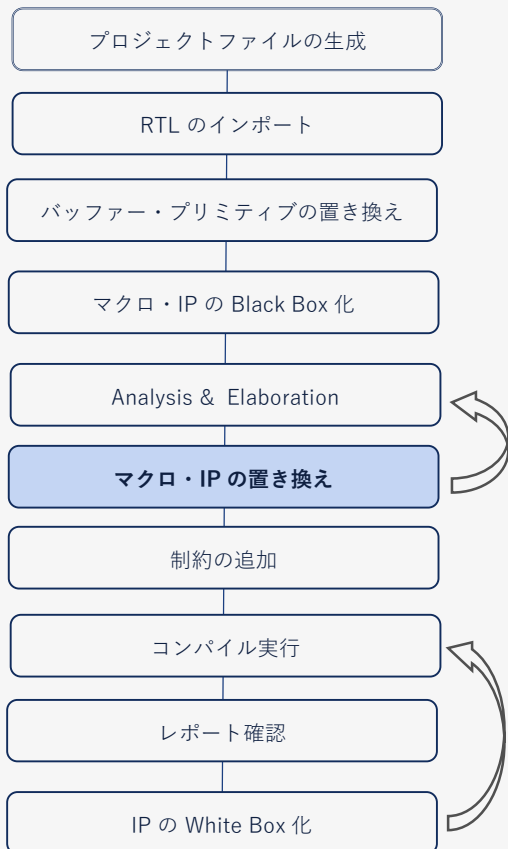 プロジェクトファイルの生成
RTL のインポート
バッファー・プリミティブの置き換え
マクロ・IP の Black Box 化
Analysis & Elaboration
マクロ・IP の置き換え
制約の追加
コンパイル実行
レポート確認
IP の White Box 化